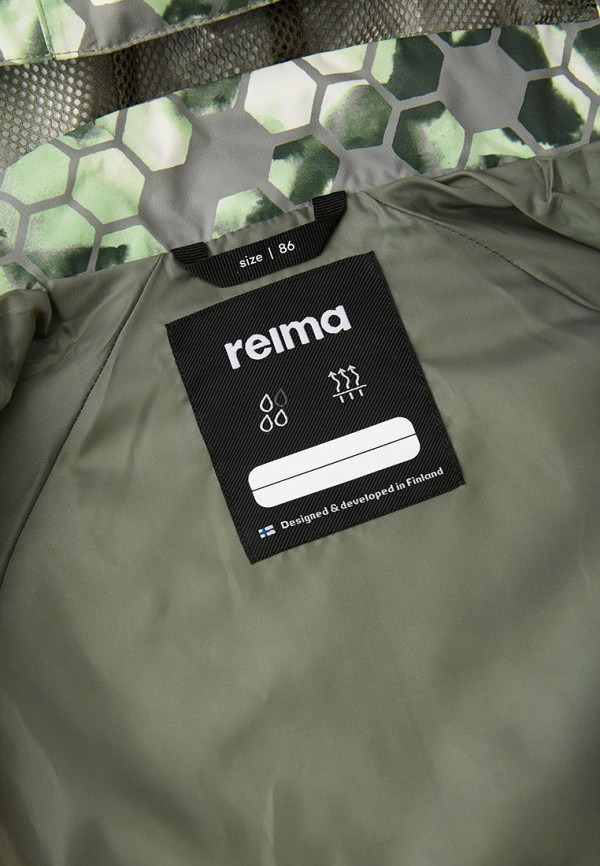 size | 86
reima
Designed & developed in Finland